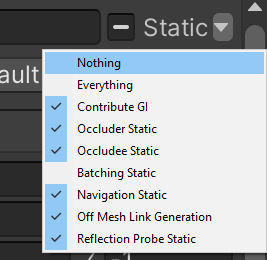 Static
ault
Nothing
Everything
Contribute GI
Occluder Static
Occludee Static
Batching Static
Navigation Static
Off Mesh Link Generation
Reflection Probe Static